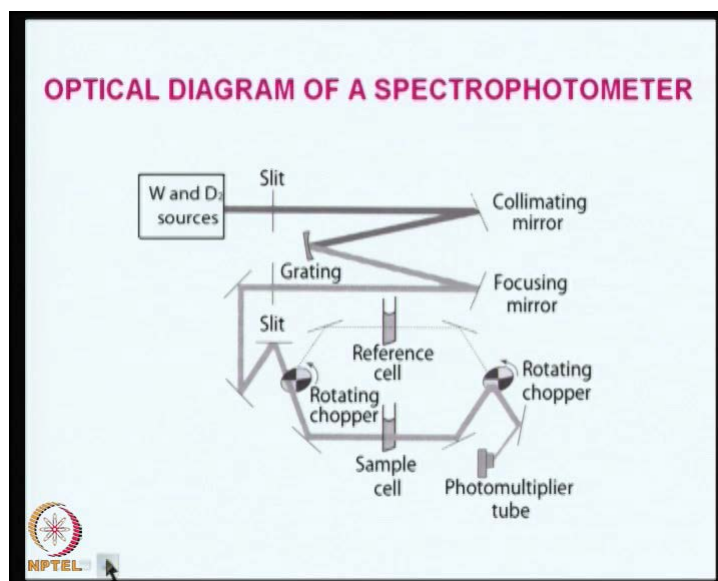 OPTICAL DIAGRAM OF A SPECTROPHOTOMETER
Slit
W and D2
sources
Collimating
mirror
Grating
Focusing
mirror
Slit
Reference
cell
Rotating
chopper
Rotating
chopper
Sample
cell
Photomultiplier
tube
NPTEL